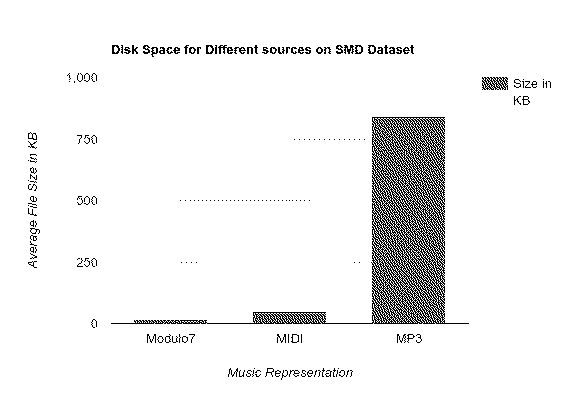 Disk Space for Different sources on SMD Dataset
1,000
750
500
250
0
Average File Size in KB
Modulo7
MIDI
MP3
Music Representation
Size in
KB